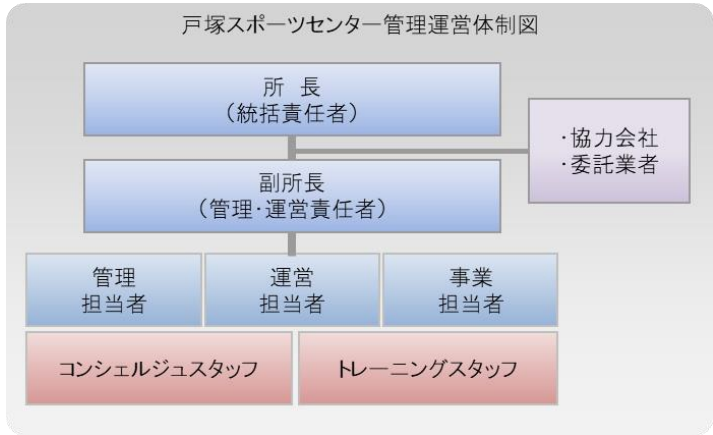 戸塚スポーツセンター管理運営体制図
所 長
（統括責任者）
・協力会社
・委託業者
副所長
（管理・運営責任者）
管理
担当者
運営
担当者
事業
担当者
コンシェルジュスタッフ
トレーニングスタッフ